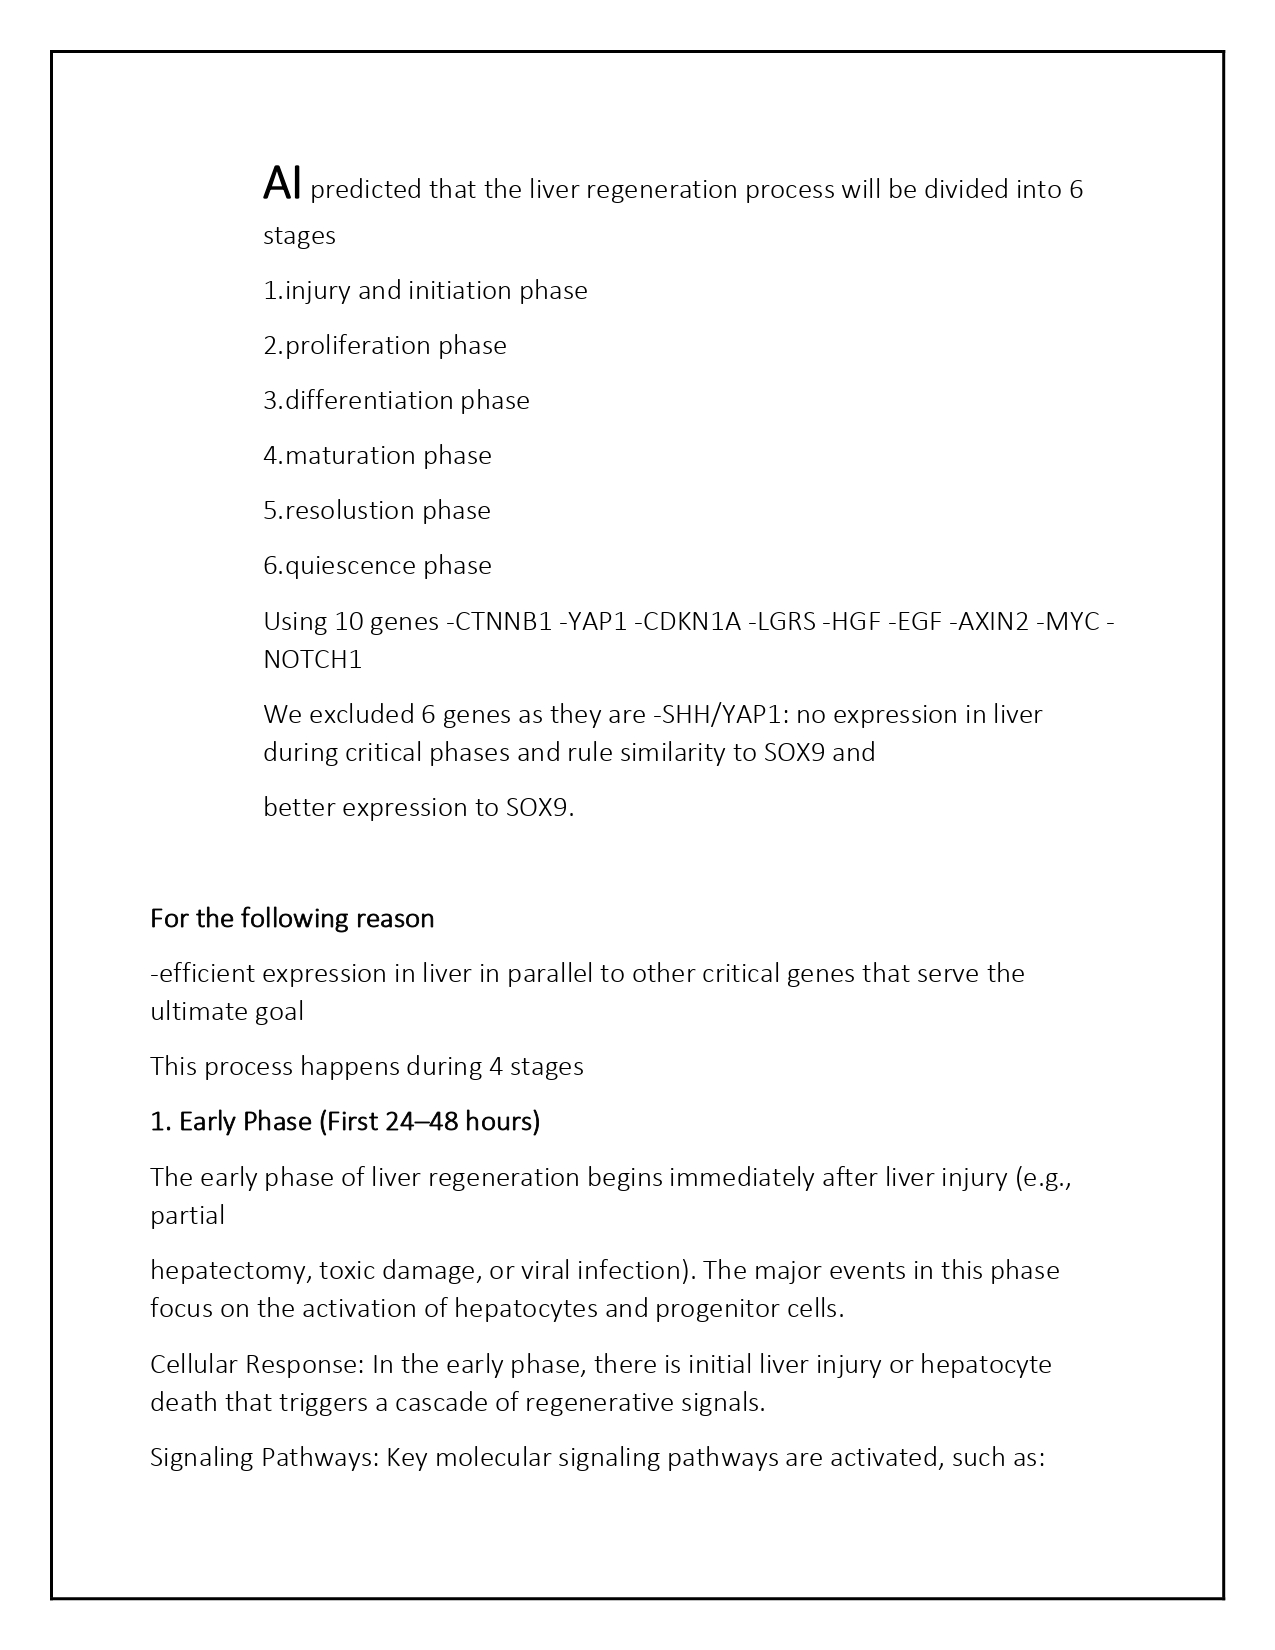 AI predicted that the liver regeneration process will be divided into 6
stages
1.injury and initiation phase
2.proliferation phase
3.differentiation phase
4.maturation phase
5.resolustion phase
6.quiescence phase
Using 10 genes -CTNNB1 -YAP1 -CDKN1A -LGRS -HGF -EGF -AXIN2 -MYC -
NOTCH1
We excluded 6 genes as they are -SHH/YAP1: no expression in liver
during critical phases and rule similarity to SOX9 and
better expression to SOX9.
For the following reason
-efficient expression in liver in parallel to other critical genes that serve the
ultimate goal
This process happens during 4 stages
1. Early Phase (First 24–48 hours)
The early phase of liver regeneration begins immediately after liver injury (e.g.,
partial
hepatectomy, toxic damage, or viral infection). The major events in this phase
focus on the activation of hepatocytes and progenitor cells.
Cellular Response: In the early phase, there is initial liver injury or hepatocyte
death that triggers a cascade of regenerative signals.
Signaling Pathways: Key molecular signaling pathways are activated, such as: